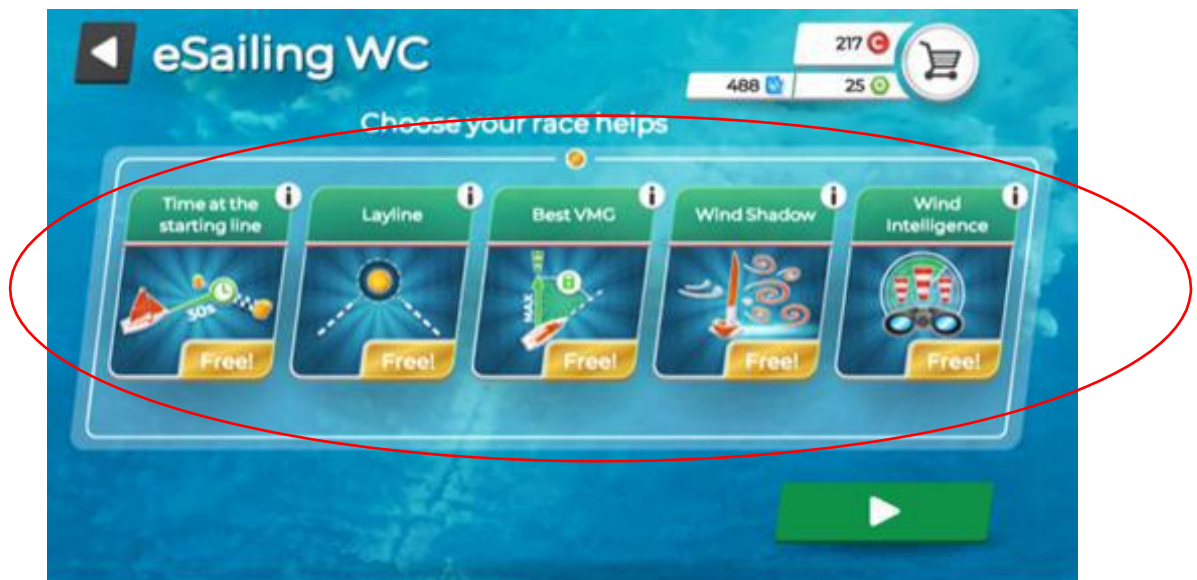 eSailing WC
217
488 25
Choose your race helps
Time at the
starting line
Layline
Best VMG
Wind Shadow
Wind
Intelligence
30s
MAX
Free!
Free!
Free!
Free!
Free!